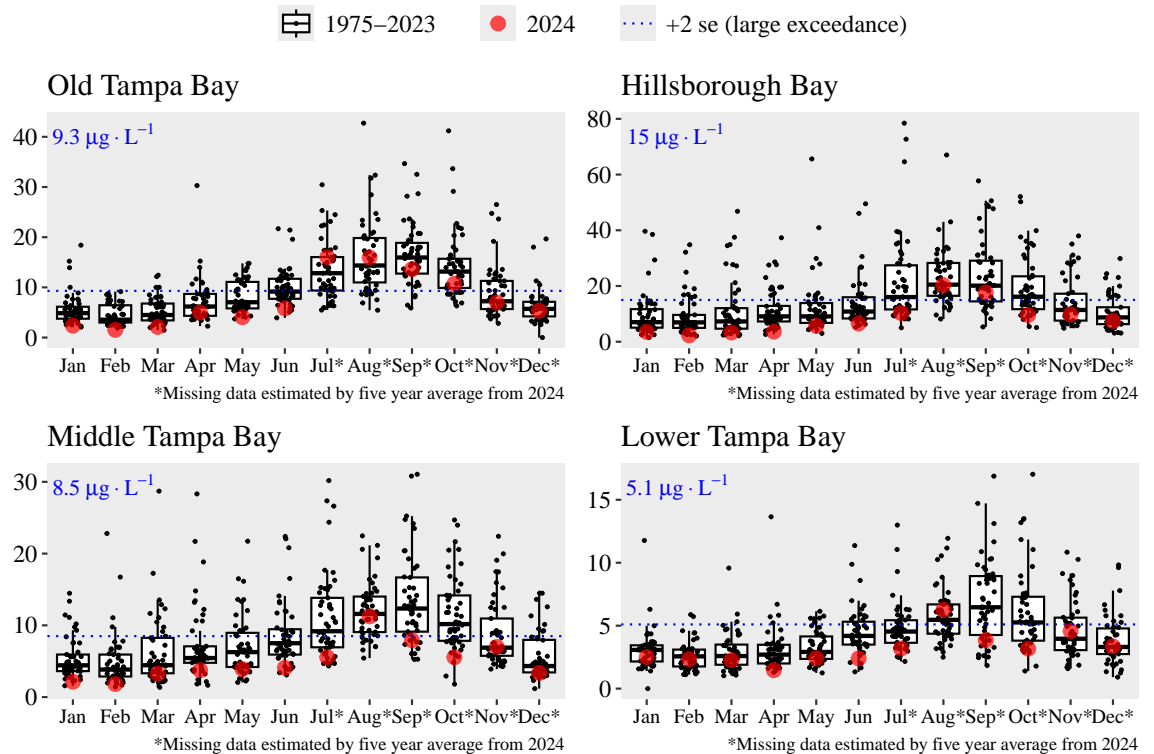 1975–2023 2024 +2 se (large exceedance)
Old Tampa Bay
9.3 μg · L⁻¹
40
30
20
10
0
Jan Feb Mar Apr May Jun Jul* Aug* Sep* Oct* Nov* Dec*
*Missing data estimated by five year average from 2024
Hillsborough Bay
15 μg · L⁻¹
80
60
40
20
0
Jan Feb Mar Apr May Jun Jul* Aug* Sep* Oct* Nov* Dec*
*Missing data estimated by five year average from 2024
Middle Tampa Bay
8.5 μg · L⁻¹
30
20
10
0
Jan Feb Mar Apr May Jun Jul* Aug* Sep* Oct* Nov* Dec*
*Missing data estimated by five year average from 2024
Lower Tampa Bay
5.1 μg · L⁻¹
15
10
5
0
Jan Feb Mar Apr May Jun Jul* Aug* Sep* Oct* Nov* Dec*
*Missing data estimated by five year average from 2024